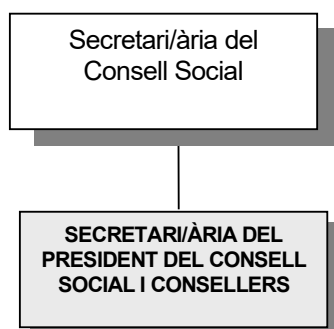 Secretari/ària del
Consell Social
SECRETARI/ÀRIA DEL
PRESIDENT DEL CONSELL
SOCIAL I CONSELLERS